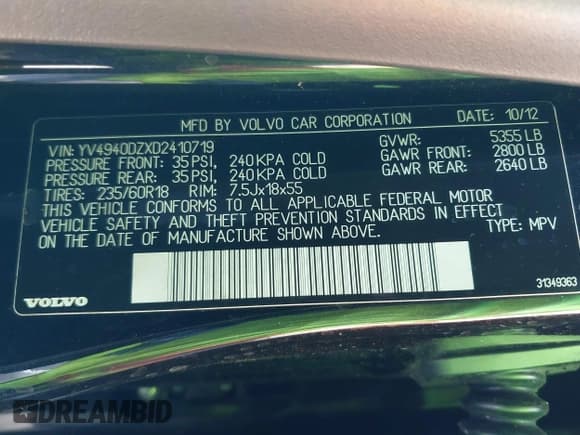 MFD BY VOLVO CAR CORPORATION DATE: 10/12
VIN: YV4940DZXD2410719 GVWR: 5355 LB
PRESSURE FRONT: 35 PSI, 240 KPA COLD GAWR FRONT: 2800 LB
PRESSURE REAR: 35 PSI, 240 KPA COLD GAWR REAR: 2640 LB
TIRES: 235/60R18 RIM: 7.5Jx18x55
THIS VEHICLE CONFORMS TO ALL APPLICABLE FEDERAL MOTOR
VEHICLE SAFETY AND THEFT PREVENTION STANDARDS IN EFFECT
ON THE DATE OF MANUFACTURE SHOWN ABOVE. TYPE: MPV
VOLVO 31349363
DREAMBID